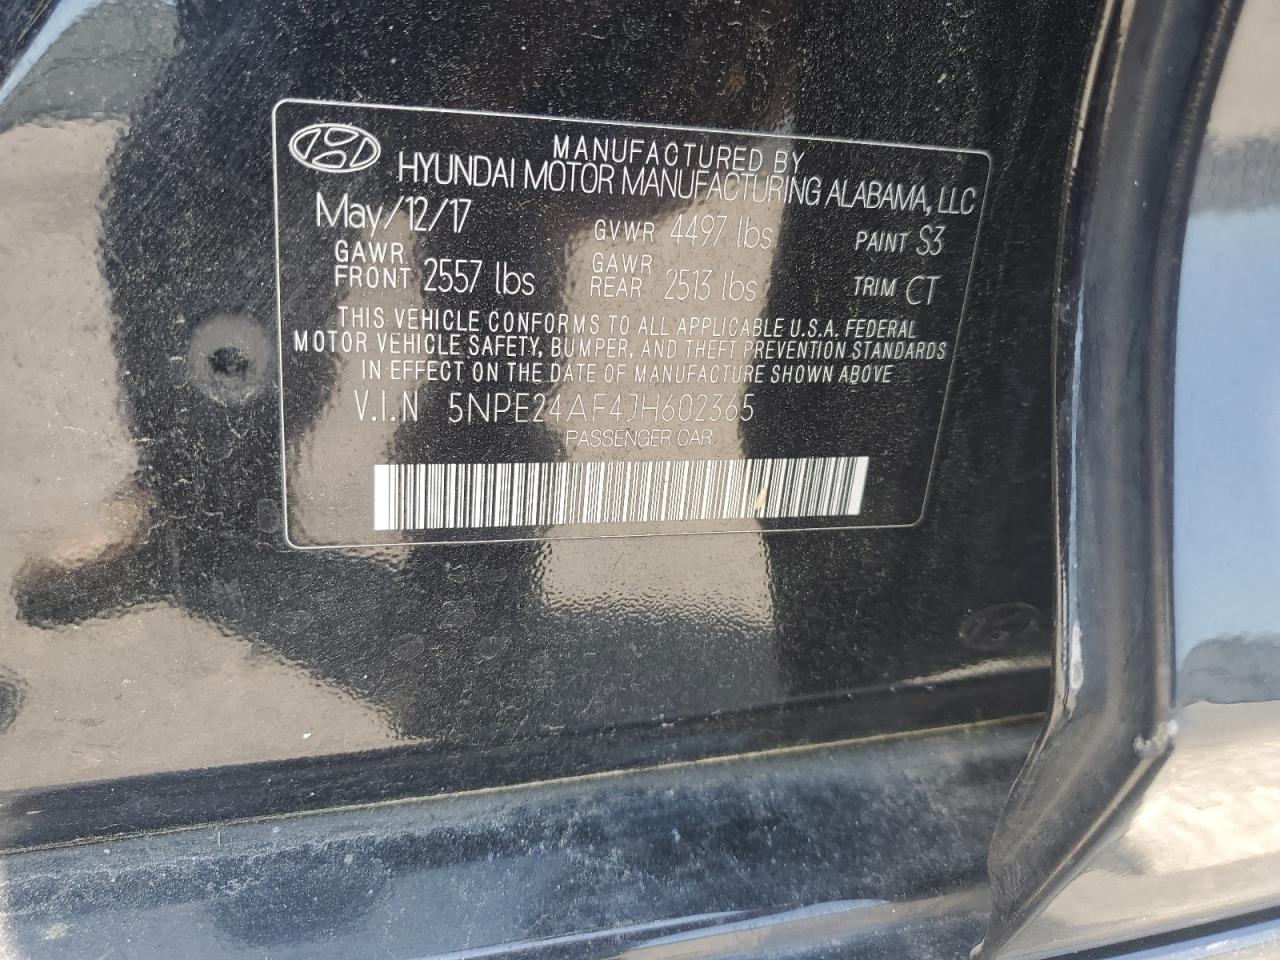 MANUFACTURED BY
HYUNDAI MOTOR MANUFACTURING ALABAMA, LLC
May/12/17 GVWR 4497 lbs PAINT S3
GAWR FRONT 2557 lbs GAWR REAR 2513 lbs TRIM CT
THIS VEHICLE CONFORMS TO ALL APPLICABLE U.S.A. FEDERAL
MOTOR VEHICLE SAFETY, BUMPER, AND THEFT PREVENTION STANDARDS
IN EFFECT ON THE DATE OF MANUFACTURE SHOWN ABOVE
V.I.N 5NPE24AF4JH602365
PASSENGER CAR